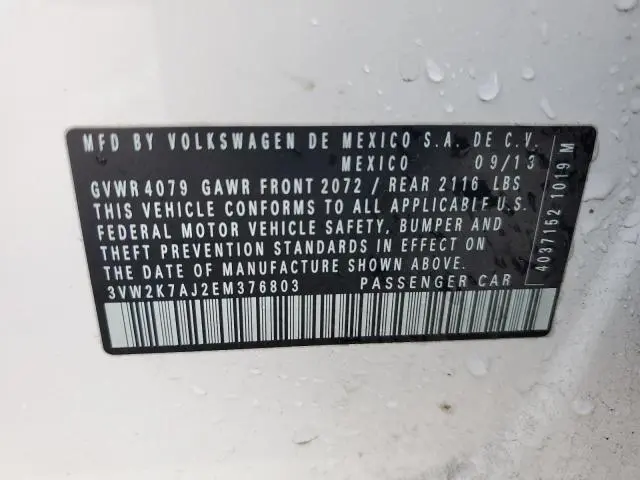 MFD BY VOLKSWAGEN DE MEXICO S.A. DE C.V.
MEXICO 09/13
GVWR 4079 GAWR FRONT 2072 / REAR 2116 LBS
THIS VEHICLE CONFORMS TO ALL APPLICABLE U.S.
FEDERAL MOTOR VEHICLE SAFETY, BUMPER AND
THEFT PREVENTION STANDARDS IN EFFECT ON
THE DATE OF MANUFACTURE SHOWN ABOVE.
3VW2K7AJ2EM376803 PASSENGER CAR
4037152 1019 M